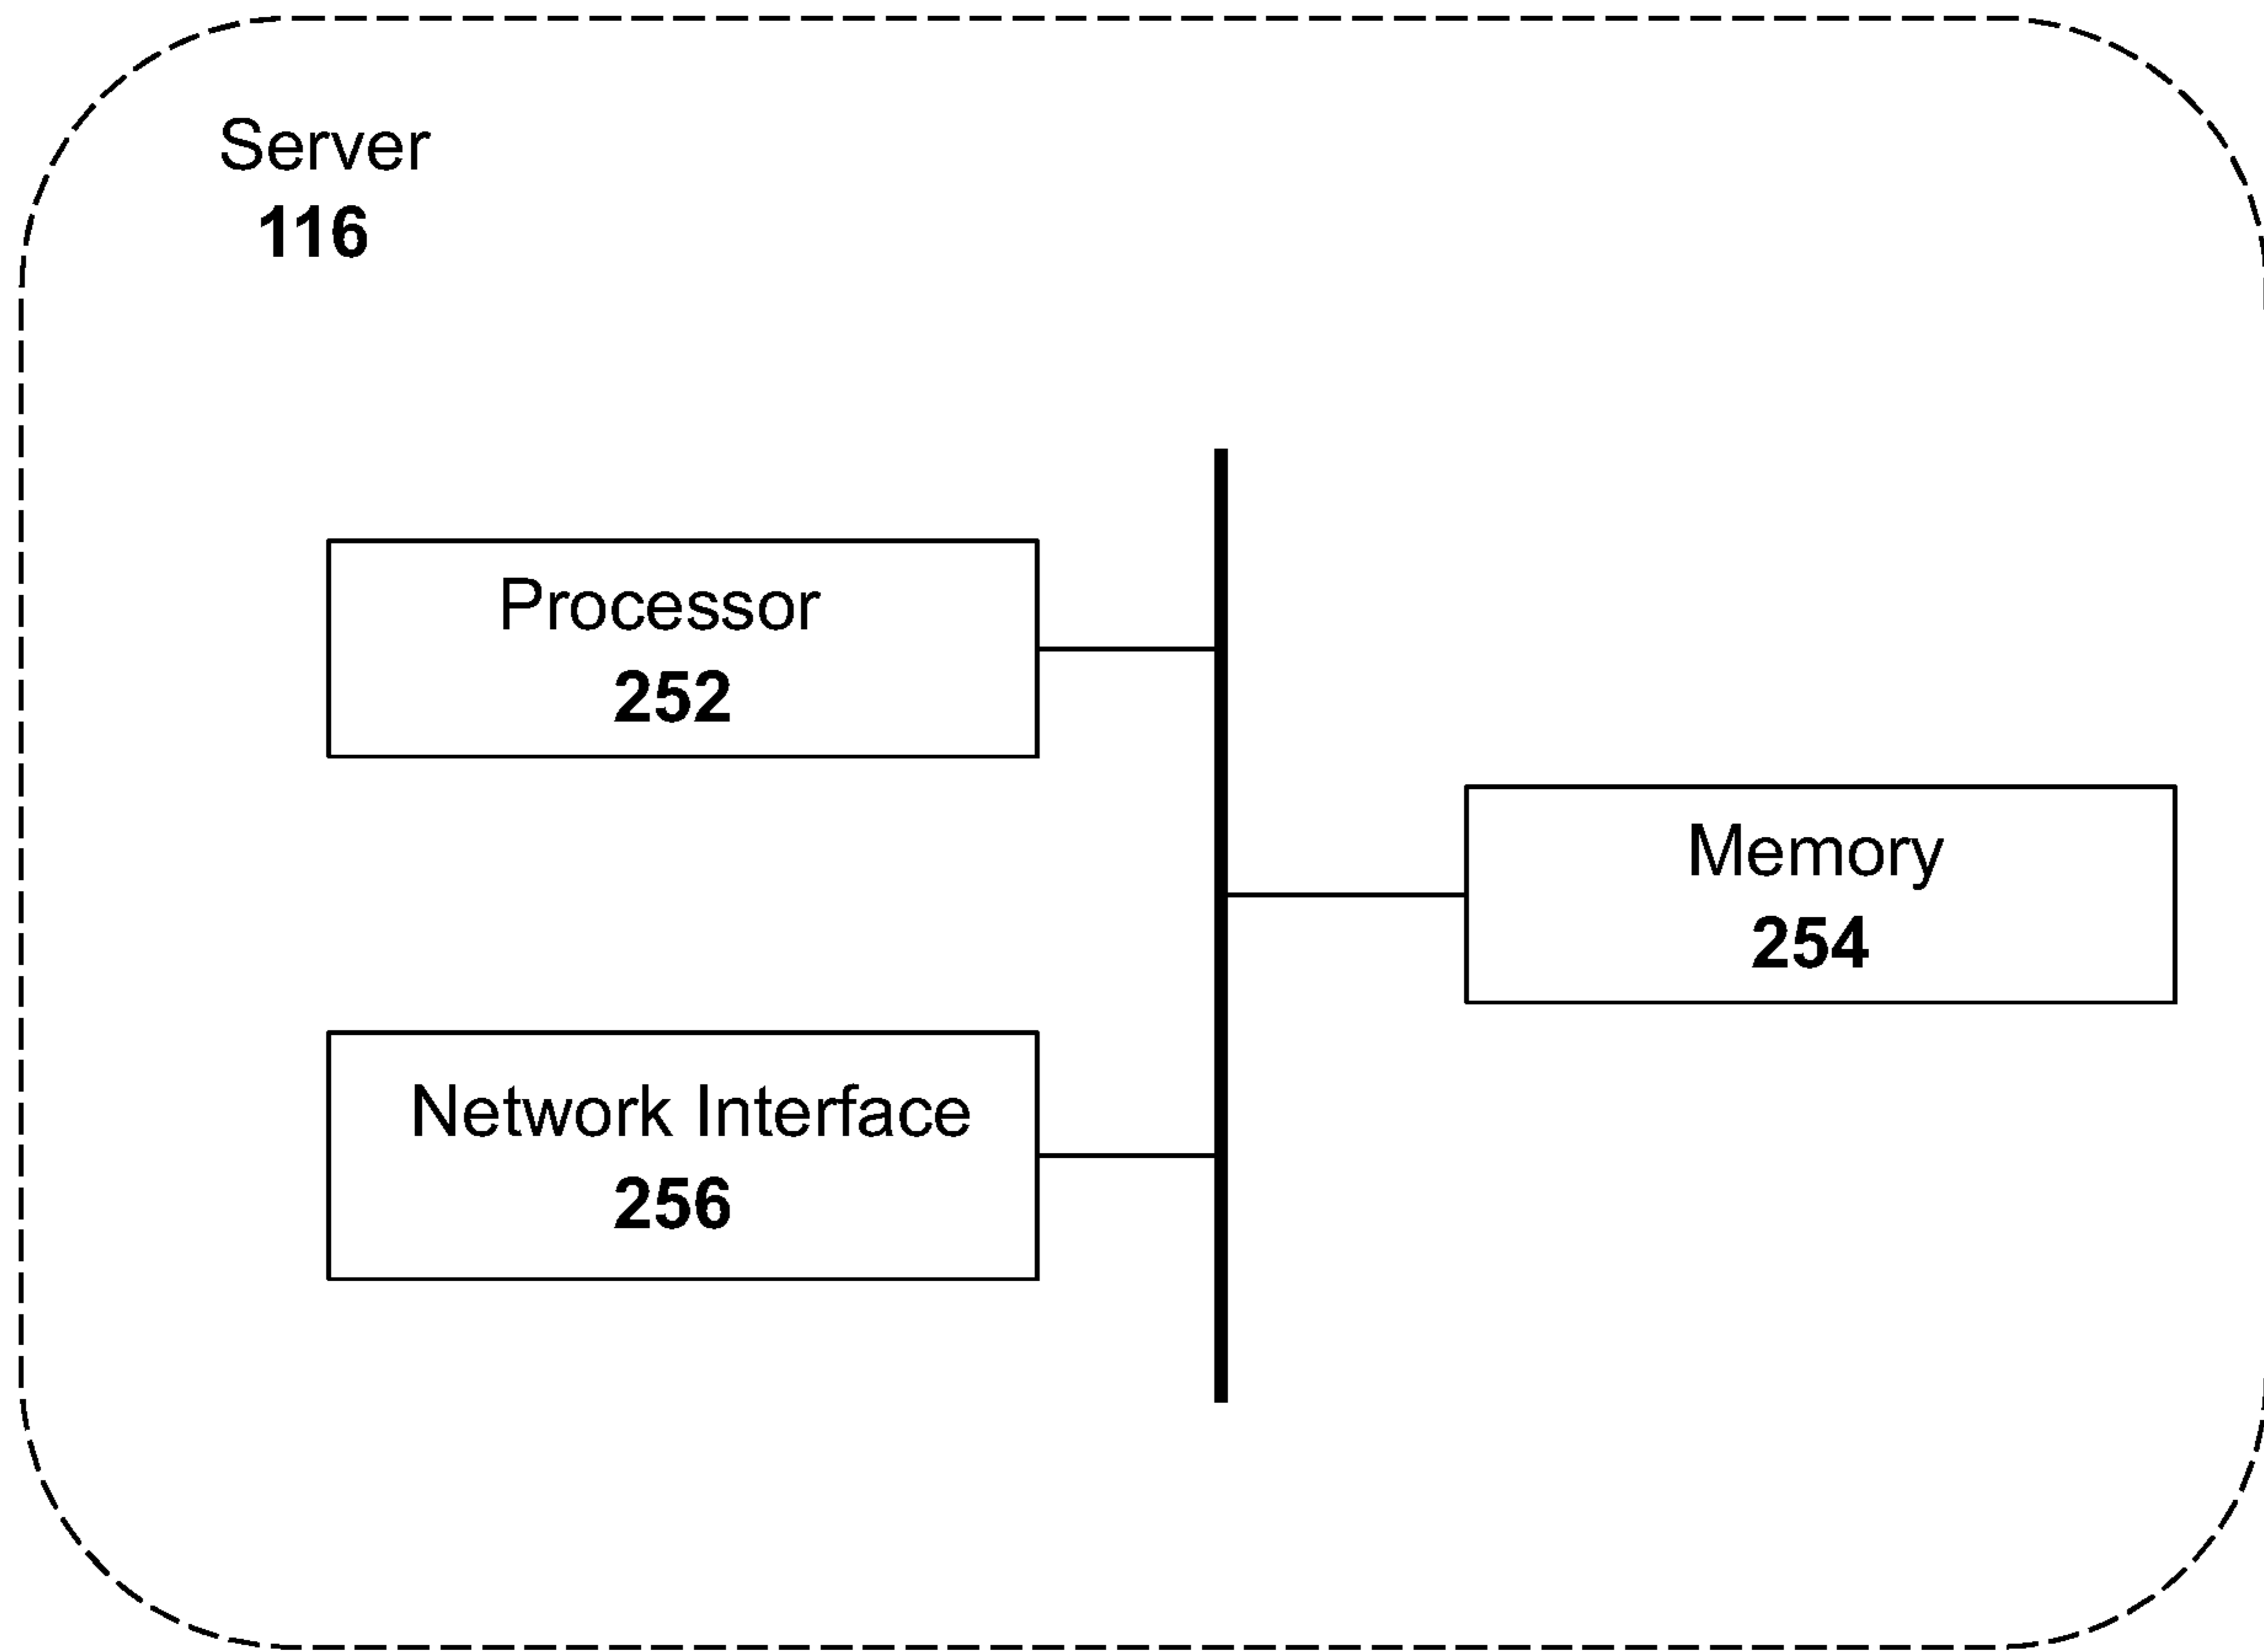 Server
116
Processor
252
Memory
254
Network Interface
256